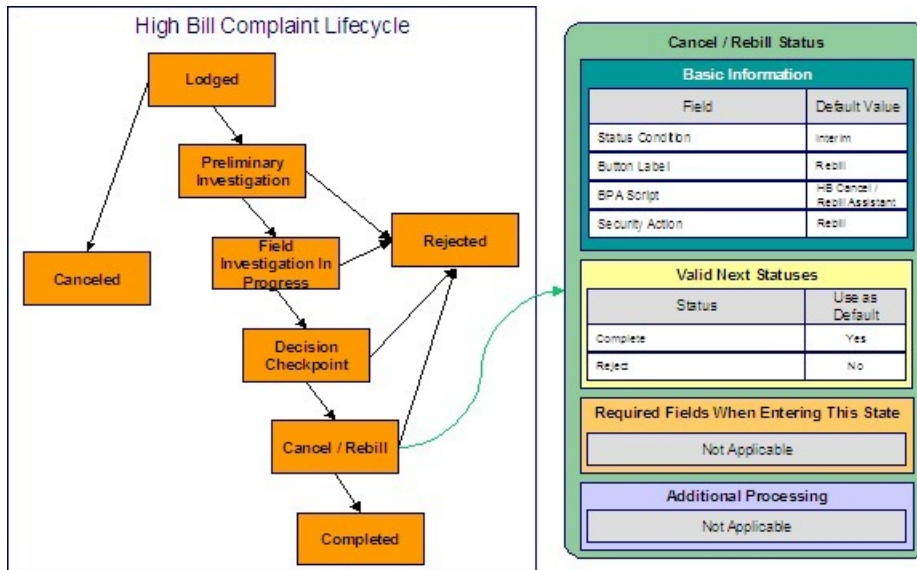 High Bill Complaint Lifecycle
Lodged
Preliminary
Investigation
Field
Investigation In
Progress
Rejected
Canceled
Decision
Checkpoint
Cancel / Rebill
Completed
Cancel / Rebill Status
Basic Information
Field Default Value
Status Condition Interim
Button Label Rebill
BPA Script HB Cancel /
Rebill Assistant
Security Action Rebill
Valid Next Statuses
Status Use as
Default
Complete Yes
Reject No
Required Fields When Entering This State
Not Applicable
Additional Processing
Not Applicable